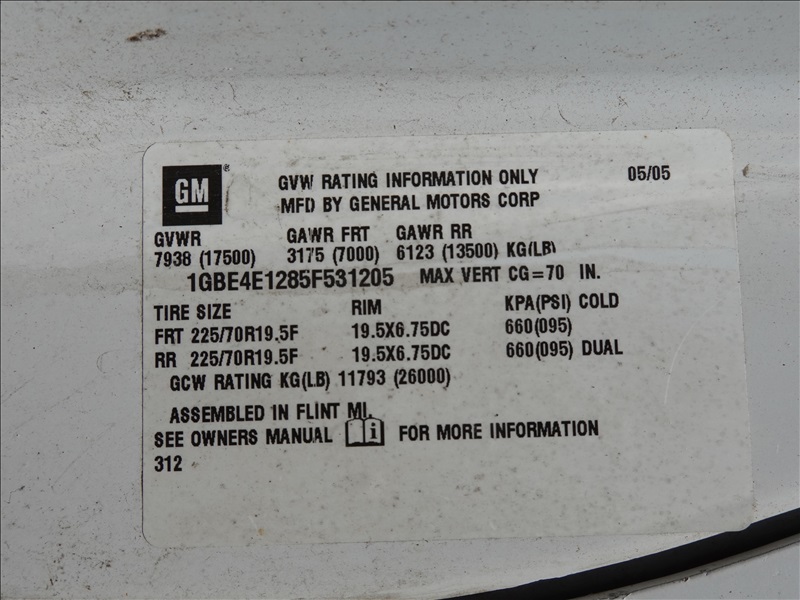 GM ® GVW RATING INFORMATION ONLY 05/05
MFD BY GENERAL MOTORS CORP
GVWR GAWR FRT GAWR RR
7938 (17500) 3175 (7000) 6123 (13500) KG(LB)
1GBE4E1285F531205 MAX VERT CG=70 IN.
TIRE SIZE RIM KPA(PSI) COLD
FRT 225/70R19.5F 19.5X6.75DC 660(095)
RR 225/70R19.5F 19.5X6.75DC 660(095) DUAL
GCW RATING KG(LB) 11793 (26000)
ASSEMBLED IN FLINT MI.
SEE OWNERS MANUAL i FOR MORE INFORMATION
312